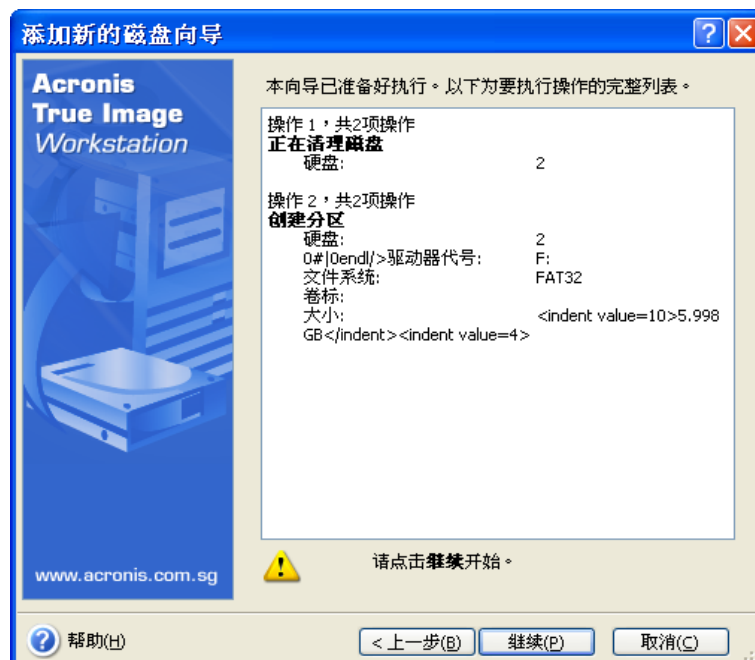 添加新的磁盘向导
Acronis
True Image
Workstation
本向导已准备好执行。以下为要执行操作的完整列表。
操作 1，共2项操作
正在清理磁盘
硬盘: 2
操作 2，共2项操作
创建分区
硬盘: 2
0#|0endl/>驱动器代号: F:
文件系统: FAT32
卷标:
大小: <indent value=10>5.998
GB</indent><indent value=4>
请点击继续开始。
www.acronis.com.sg
帮助(H)
< 上一步(B)
继续(P)
取消(C)